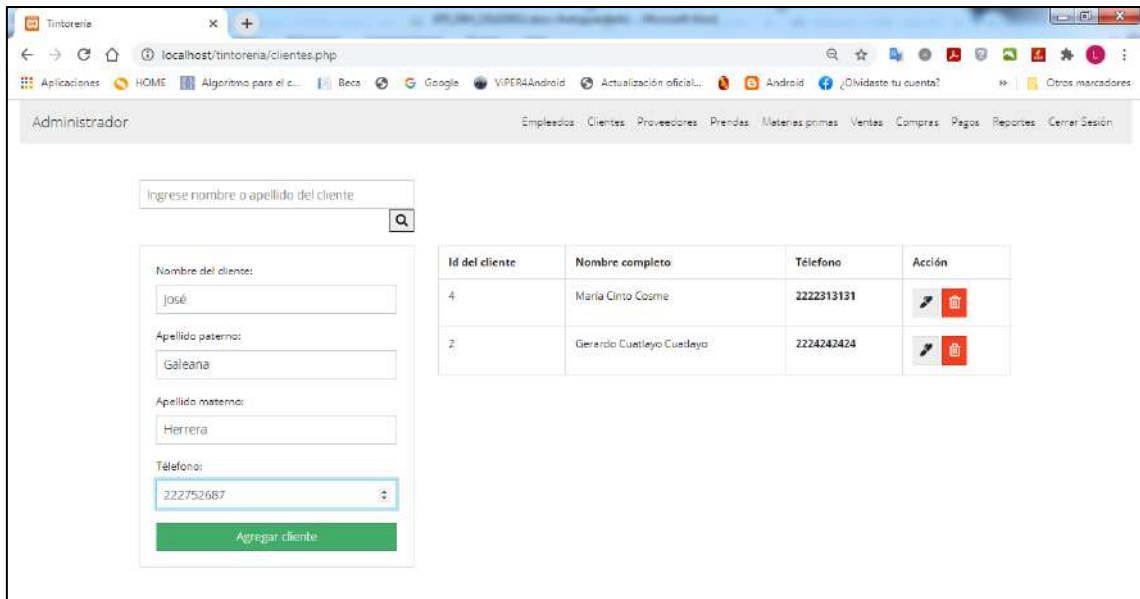 Tintorería
localhost/tintoreria/clientes.php
Aplicaciones HOME Algoritmo para el c... Beca Google ViPER4Android Actualización oficial... Android ¿Olvidaste tu cuenta? Otros marcadores
Administrador Empleados Clientes Proveedores Prendas Materias primas Ventas Compras Pagos Reportes Cerrar Sesión
Ingrese nombre o apellido del cliente
Nombre del cliente:
José
Apellido paterno:
Galeana
Apellido materno:
Herrera
Télefono:
222752687
Agregar cliente
Id del cliente Nombre completo Télefono Acción
4 María Cinto Cosme 2222313131
2 Gerardo Cuatlayo Cuatlayo 2224242424